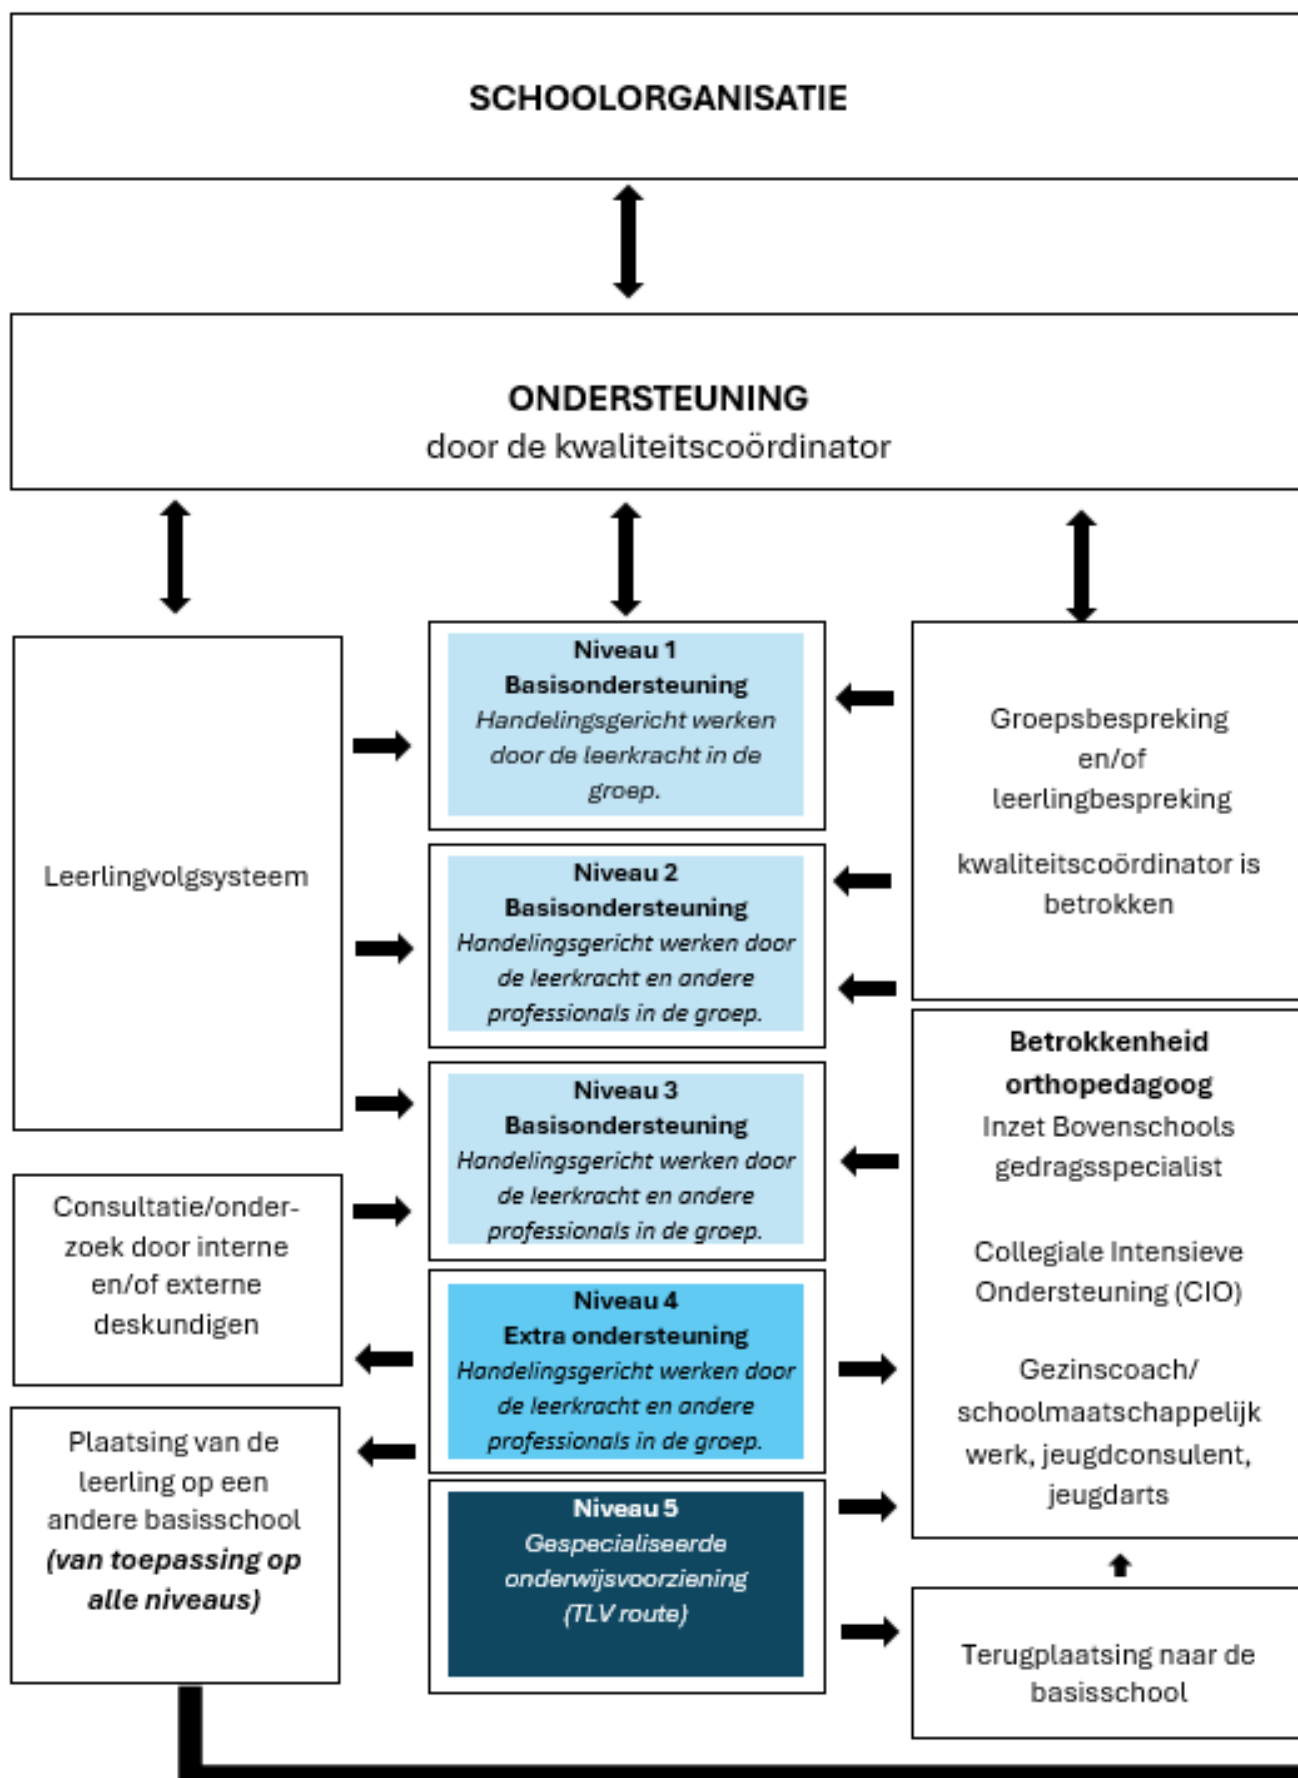 SCHOOLORGANISATIE
ONDERSTEUNING
door de kwaliteitscoördinator
Leerlingvolgsysteem
Consultatie/onder-
zoek door interne
en/of externe
deskundigen
Plaatsing van de
leerling op een
andere basisschool
(van toepassing op
alle niveaus)
Niveau 1
Basisondersteuning
Handelingsgericht werken
door de leerkracht in de
groep.
Niveau 2
Basisondersteuning
Handelingsgericht werken door
de leerkracht en andere
professionals in de groep.
Niveau 3
Basisondersteuning
Handelingsgericht werken door
de leerkracht en andere
professionals in de groep.
Niveau 4
Extra ondersteuning
Handelingsgericht werken door
de leerkracht en andere
professionals in de groep.
Niveau 5
Gespecialiseerde
onderwijsvoorziening
(TLV route)
Groepsbespreking
en/of
leerlingbespreking
kwaliteitscoördinator is
betrokken
Betrokkenheid
orthopedagoog
Inzet Bovenschools
gedragsspecialist
Collegiale Intensieve
Ondersteuning (CIO)
Gezinscoach/
schoolmaatschappelijk
werk, jeugdconsulent,
jeugdarts
Terugplaatsing naar de
basisschool